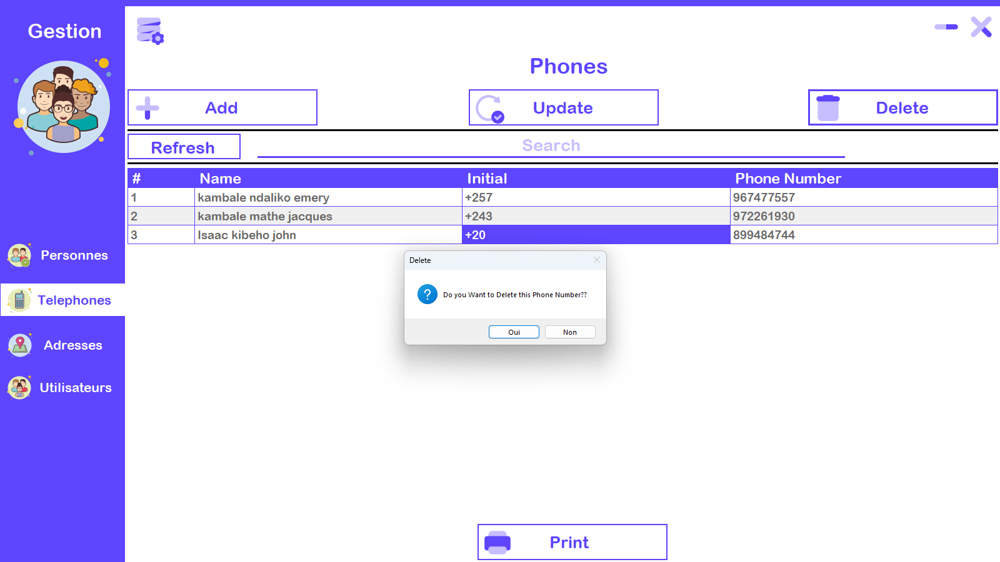 Gestion
Phones
Add
Update
Delete
Refresh
Search
# Name Initial Phone Number
1 kambale ndaliko emery +257 967477557
2 kambale mathe jacques +243 972261930
3 Isaac kibeho john +20 899484744
Delete
? Do you Want to Delete this Phone Number??
Oui Non
Personnes
Telephones
Adresses
Utilisateurs
Print